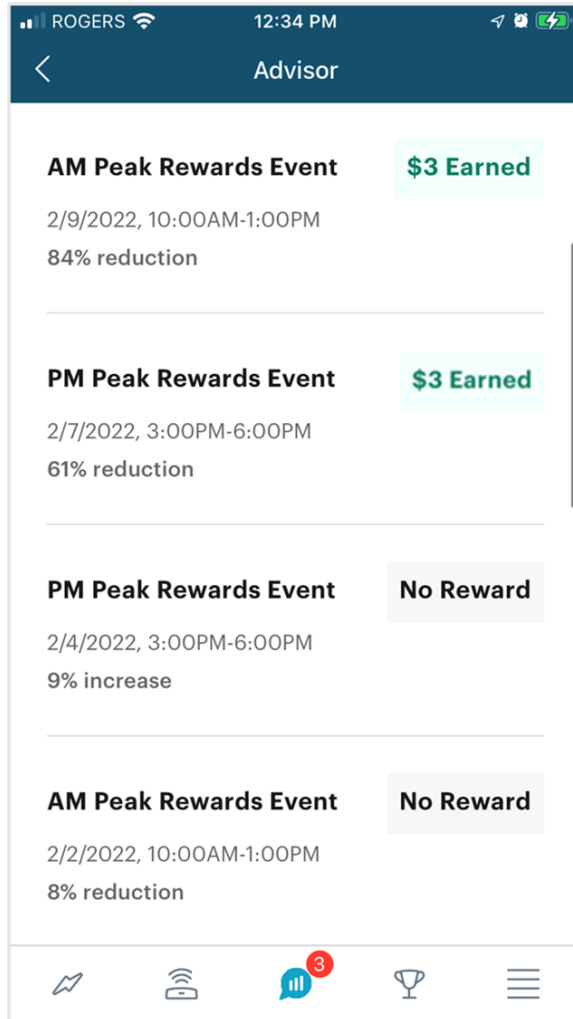 ROGERS 12:34 PM
Advisor
AM Peak Rewards Event $3 Earned
2/9/2022, 10:00AM-1:00PM
84% reduction
PM Peak Rewards Event $3 Earned
2/7/2022, 3:00PM-6:00PM
61% reduction
PM Peak Rewards Event No Reward
2/4/2022, 3:00PM-6:00PM
9% increase
AM Peak Rewards Event No Reward
2/2/2022, 10:00AM-1:00PM
8% reduction
3